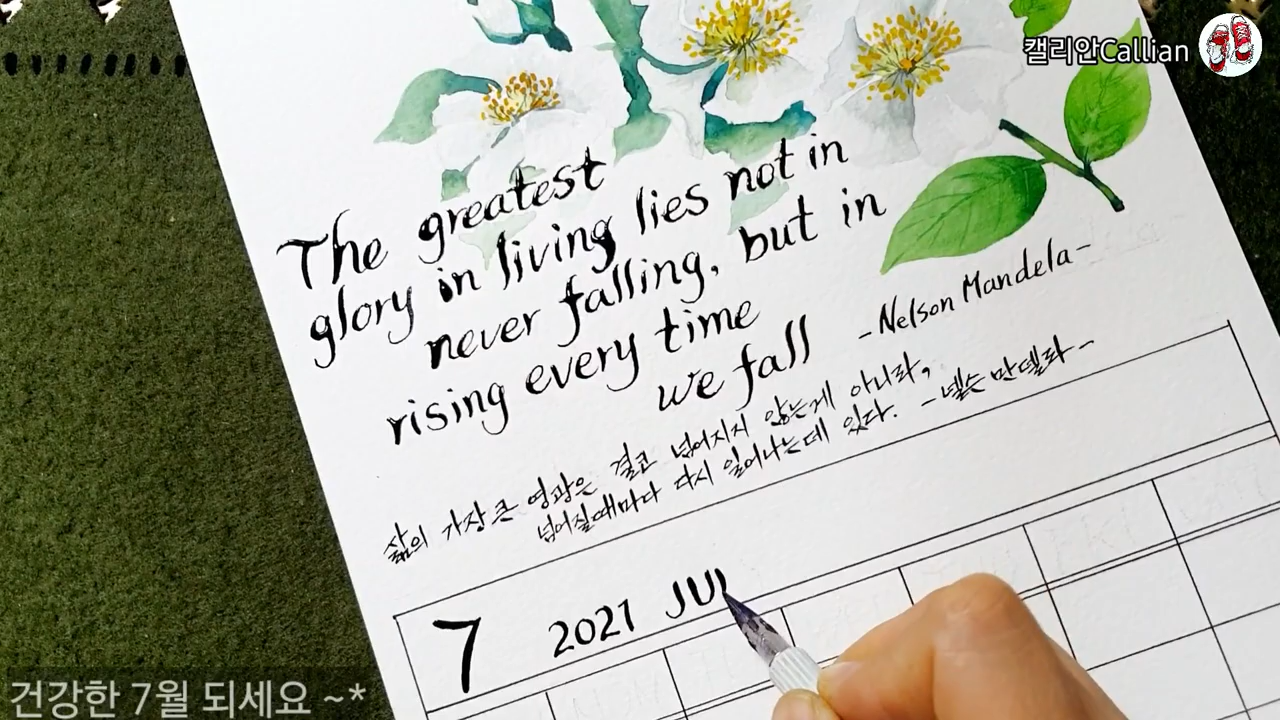 캘리안Callian
The greatest
glory in living lies not in
never falling, but in
rising every time
we fall
-Nelson Mandela-
삶의 가장 큰 영광은 결코 넘어지지 않는게 아니라,
넘어질때마다 다시 일어나는데 있다. -넬슨 만델라-
7 2021 JUL
건강한 7월 되세요 ~*